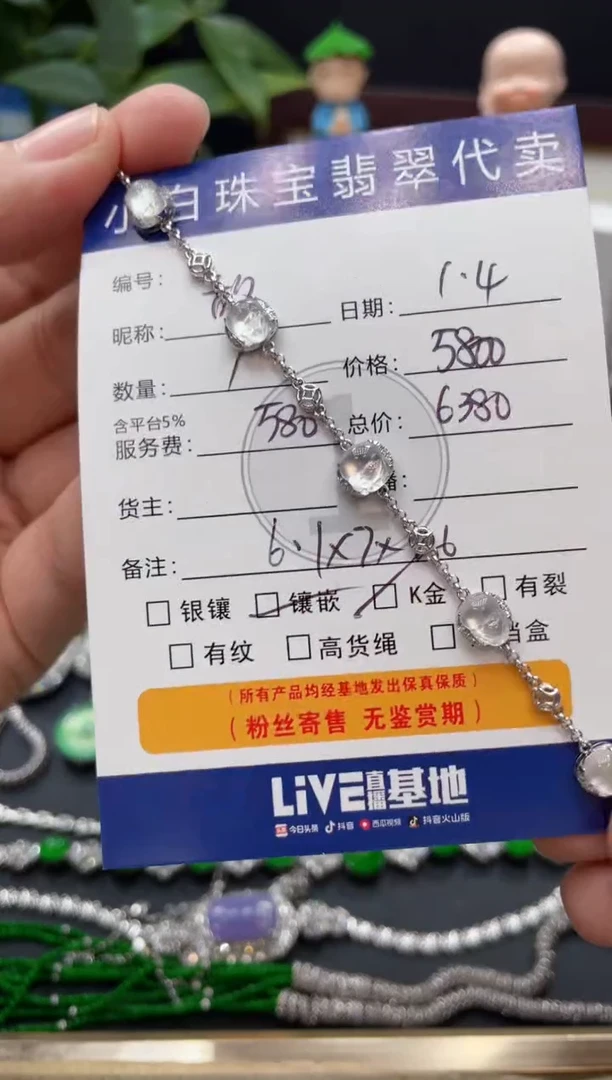 小白珠宝翡翠代卖
编号：
日期： 1.4
昵称：
价格： 5800
数量：
含平台5%
服务费： 580
总价： 6380
货主：
备注： 6.1×7×
□ 银镶 □ 镶嵌 □ K金 □ 有裂
□ 有纹 □ 高货绳 □ 当盒
（所有产品均经基地发出保真保质）
（粉丝寄售 无鉴赏期）
LIVE直播基地
今日头条 抖音 西瓜视频 抖音火山版